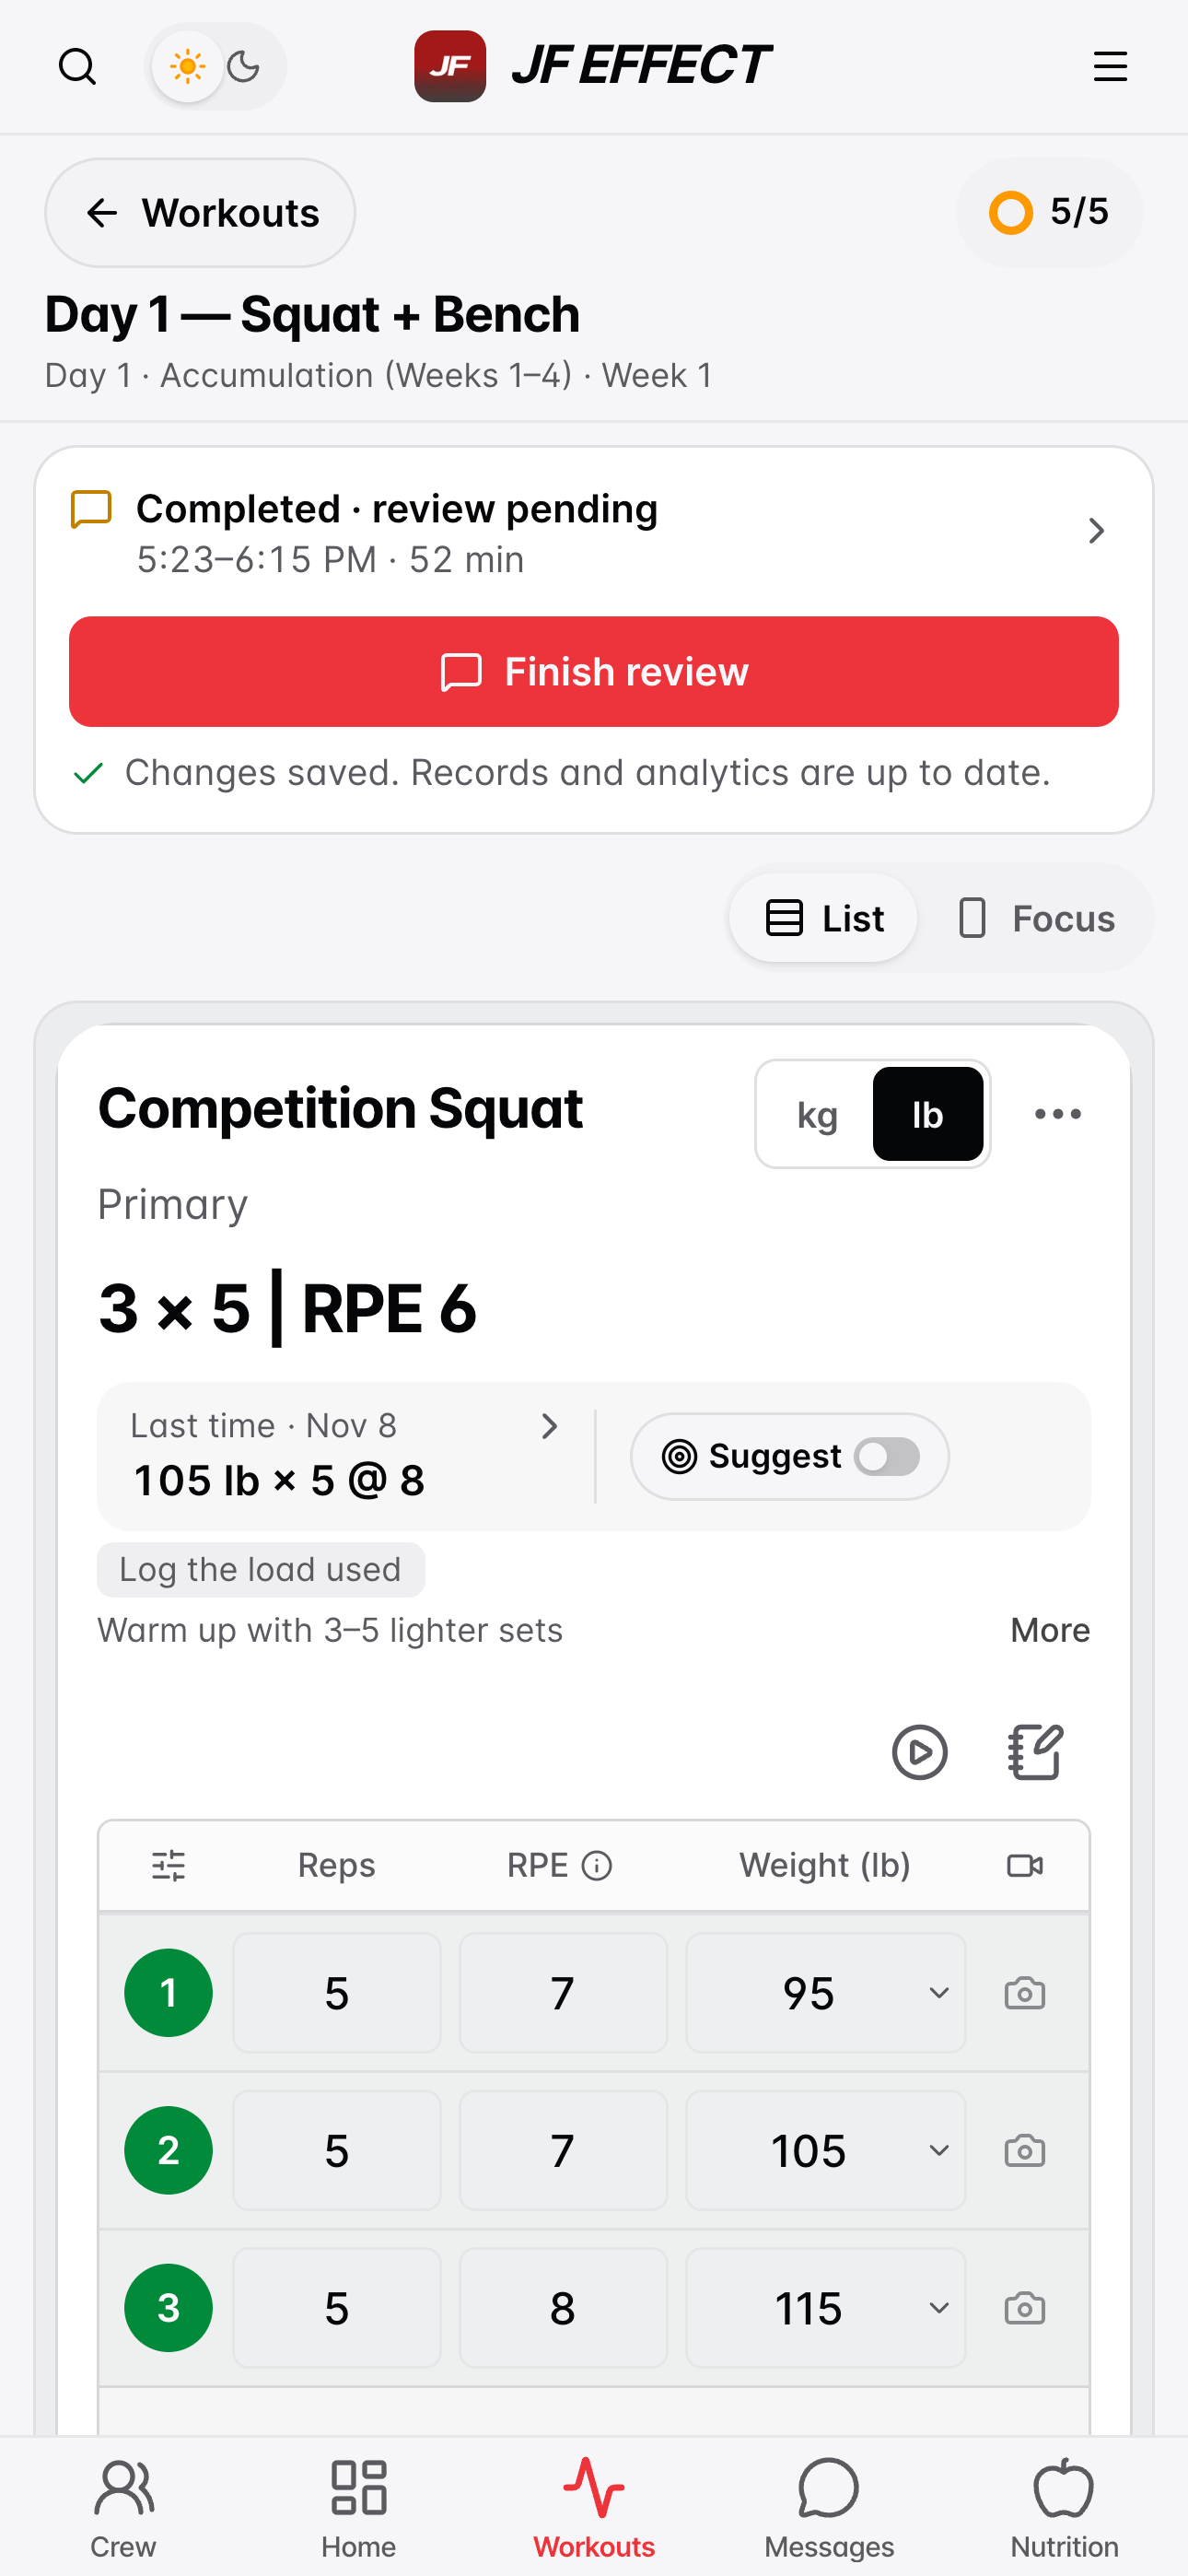 JF JF EFFECT
Workouts 5/5
Day 1 — Squat + Bench
Day 1 · Accumulation (Weeks 1–4) · Week 1
Completed · review pending
5:23–6:15 PM · 52 min
Finish review
Changes saved. Records and analytics are up to date.
List Focus
Competition Squat kg lb
Primary
3 × 5 | RPE 6
Last time · Nov 8
105 lb × 5 @ 8
Suggest
Log the load used
Warm up with 3–5 lighter sets More
Reps RPE Weight (lb)
1 5 7 95
2 5 7 105
3 5 8 115
Crew Home Workouts Messages Nutrition